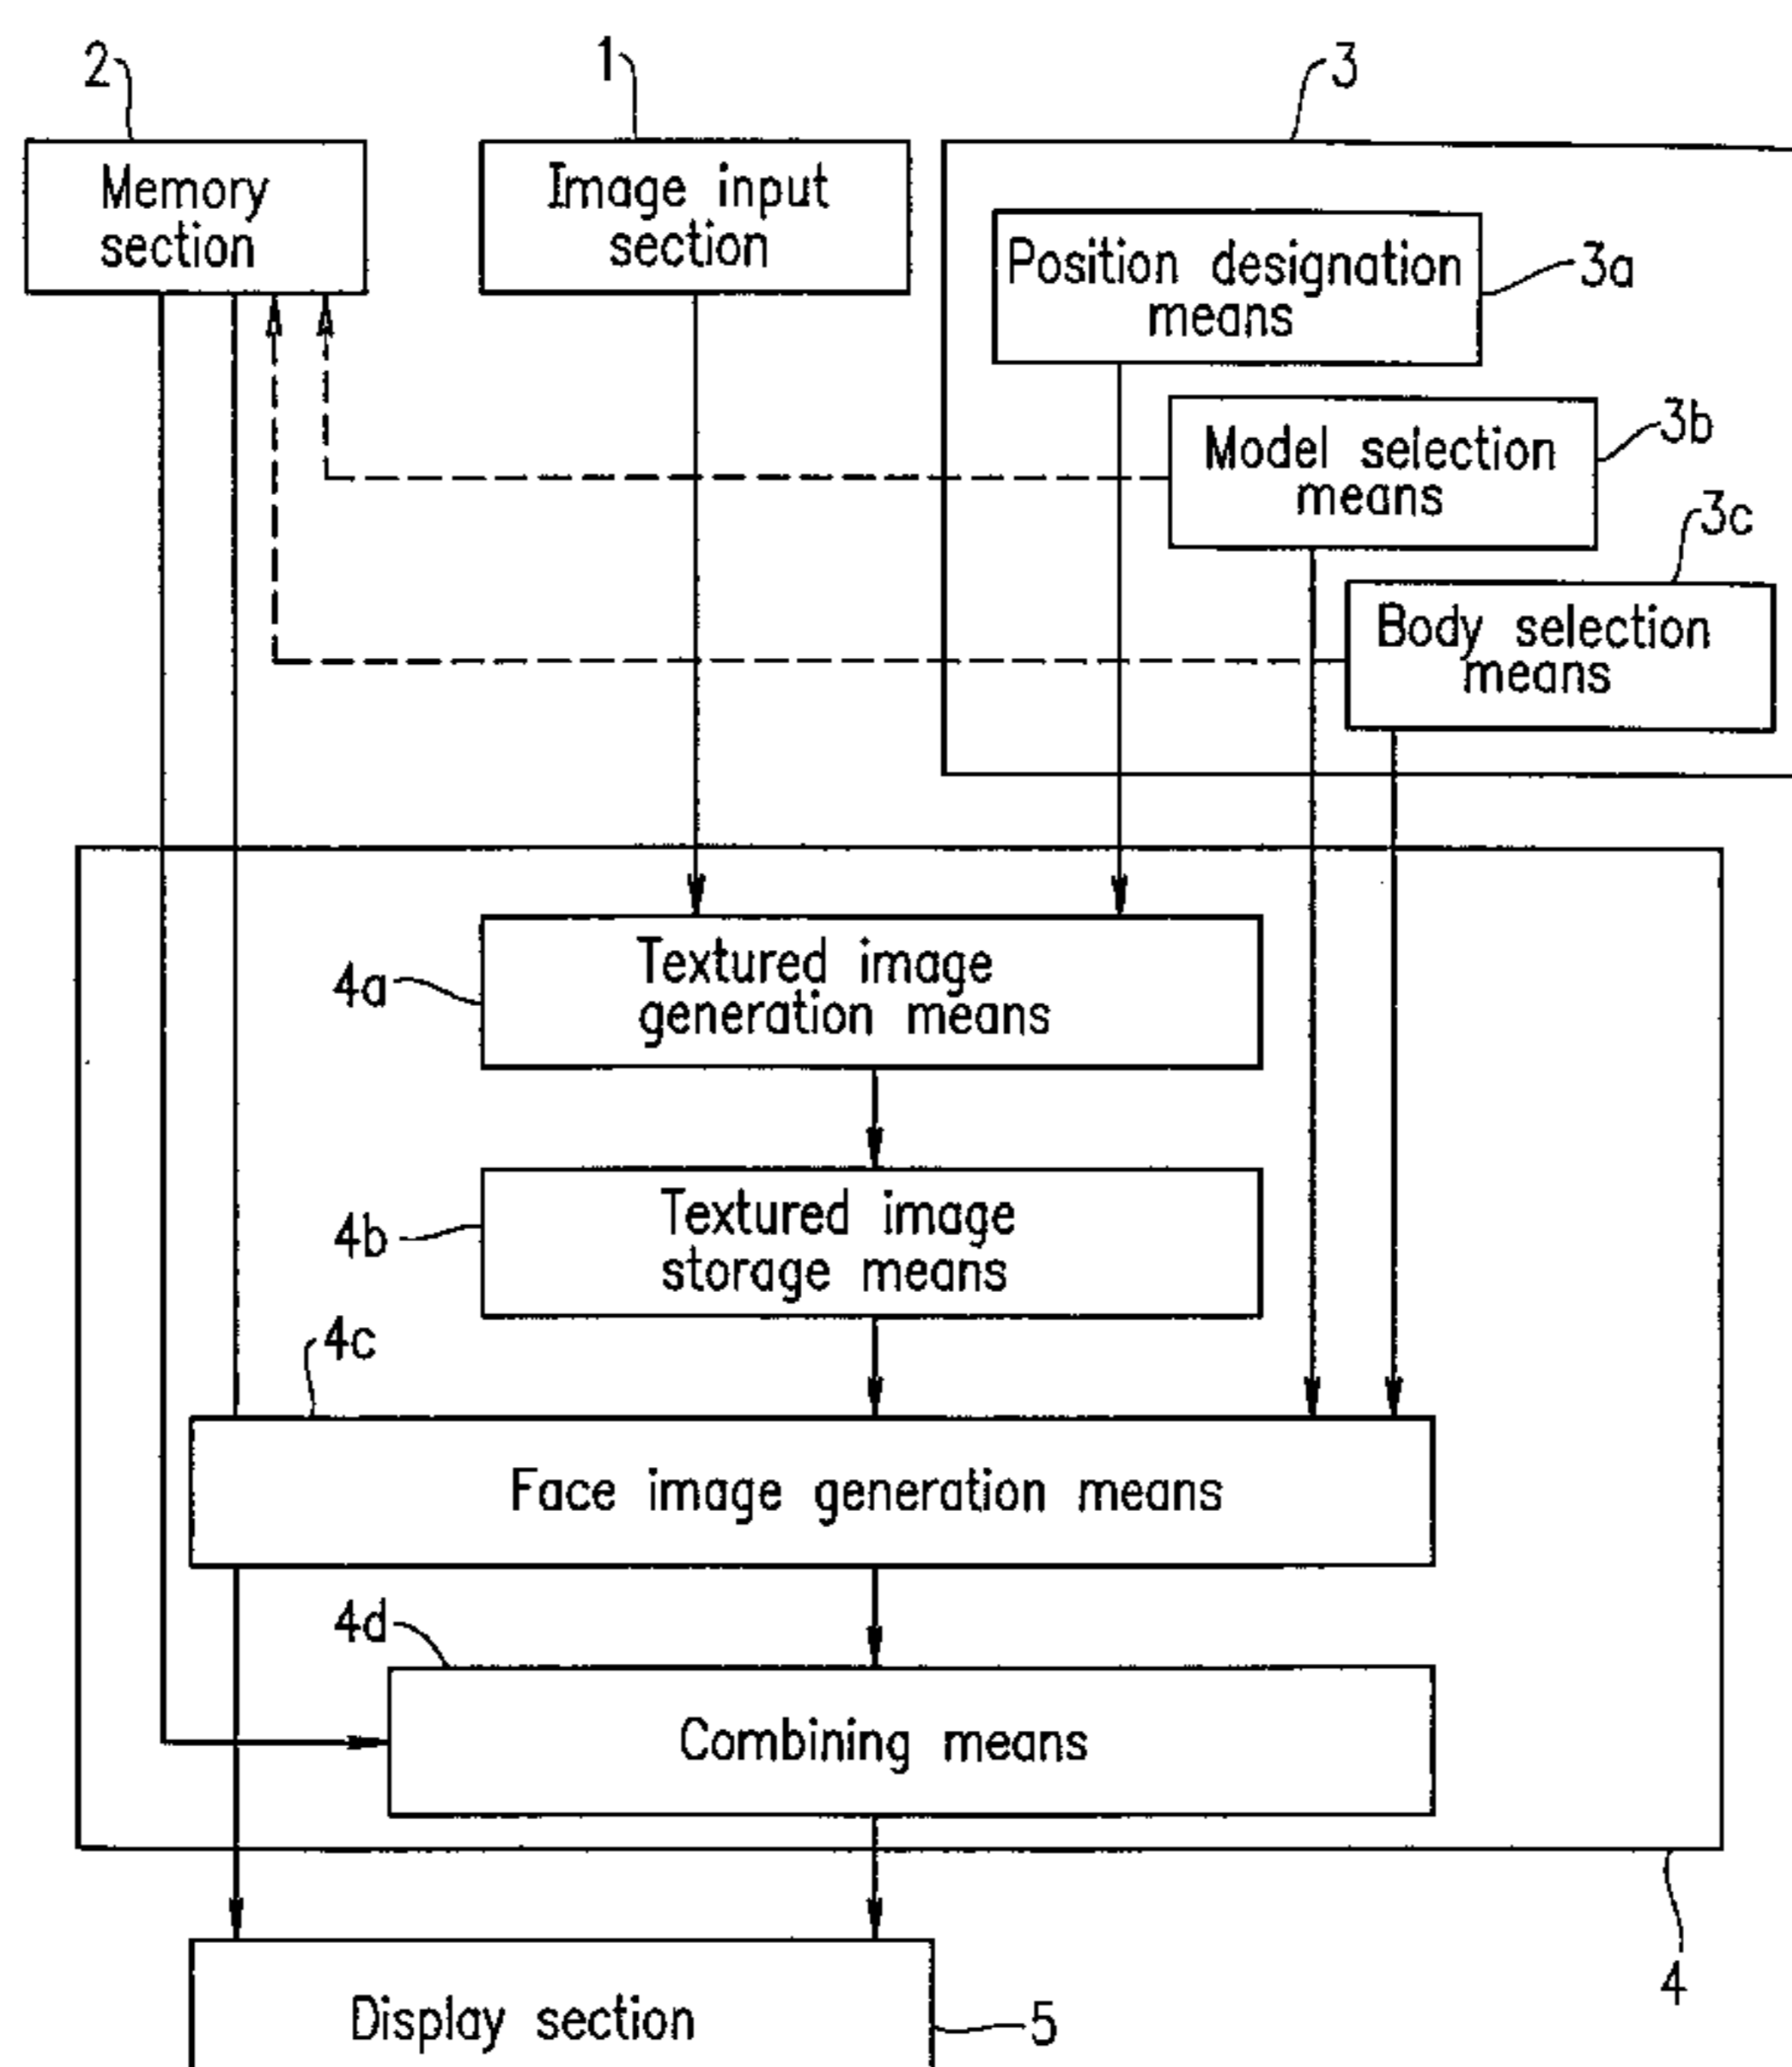 2
1
3
Memory
section
Image input
section
Position designation
means
3a
Model selection
means
3b
3c
Body selection
means
4a
Textured image
generation means
4b
Textured image
storage means
4c
Face image generation means
4d
Combining means
4
Display section
5